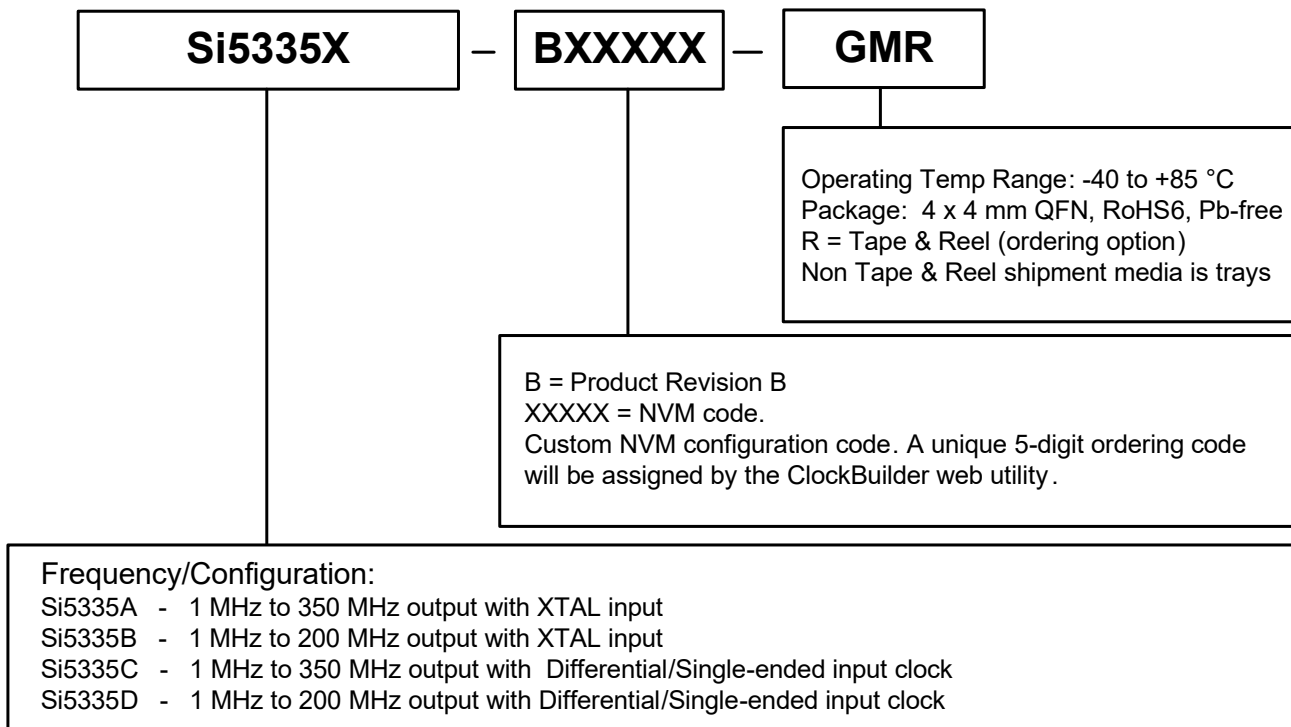 Si5335X – BXXXXX – GMR
Operating Temp Range: -40 to +85 °C
Package: 4 x 4 mm QFN, RoHS6, Pb-free
R = Tape & Reel (ordering option)
Non Tape & Reel shipment media is trays
B = Product Revision B
XXXXX = NVM code.
Custom NVM configuration code. A unique 5-digit ordering code
will be assigned by the ClockBuilder web utility.
Frequency/Configuration:
Si5335A - 1 MHz to 350 MHz output with XTAL input
Si5335B - 1 MHz to 200 MHz output with XTAL input
Si5335C - 1 MHz to 350 MHz output with Differential/Single-ended input clock
Si5335D - 1 MHz to 200 MHz output with Differential/Single-ended input clock